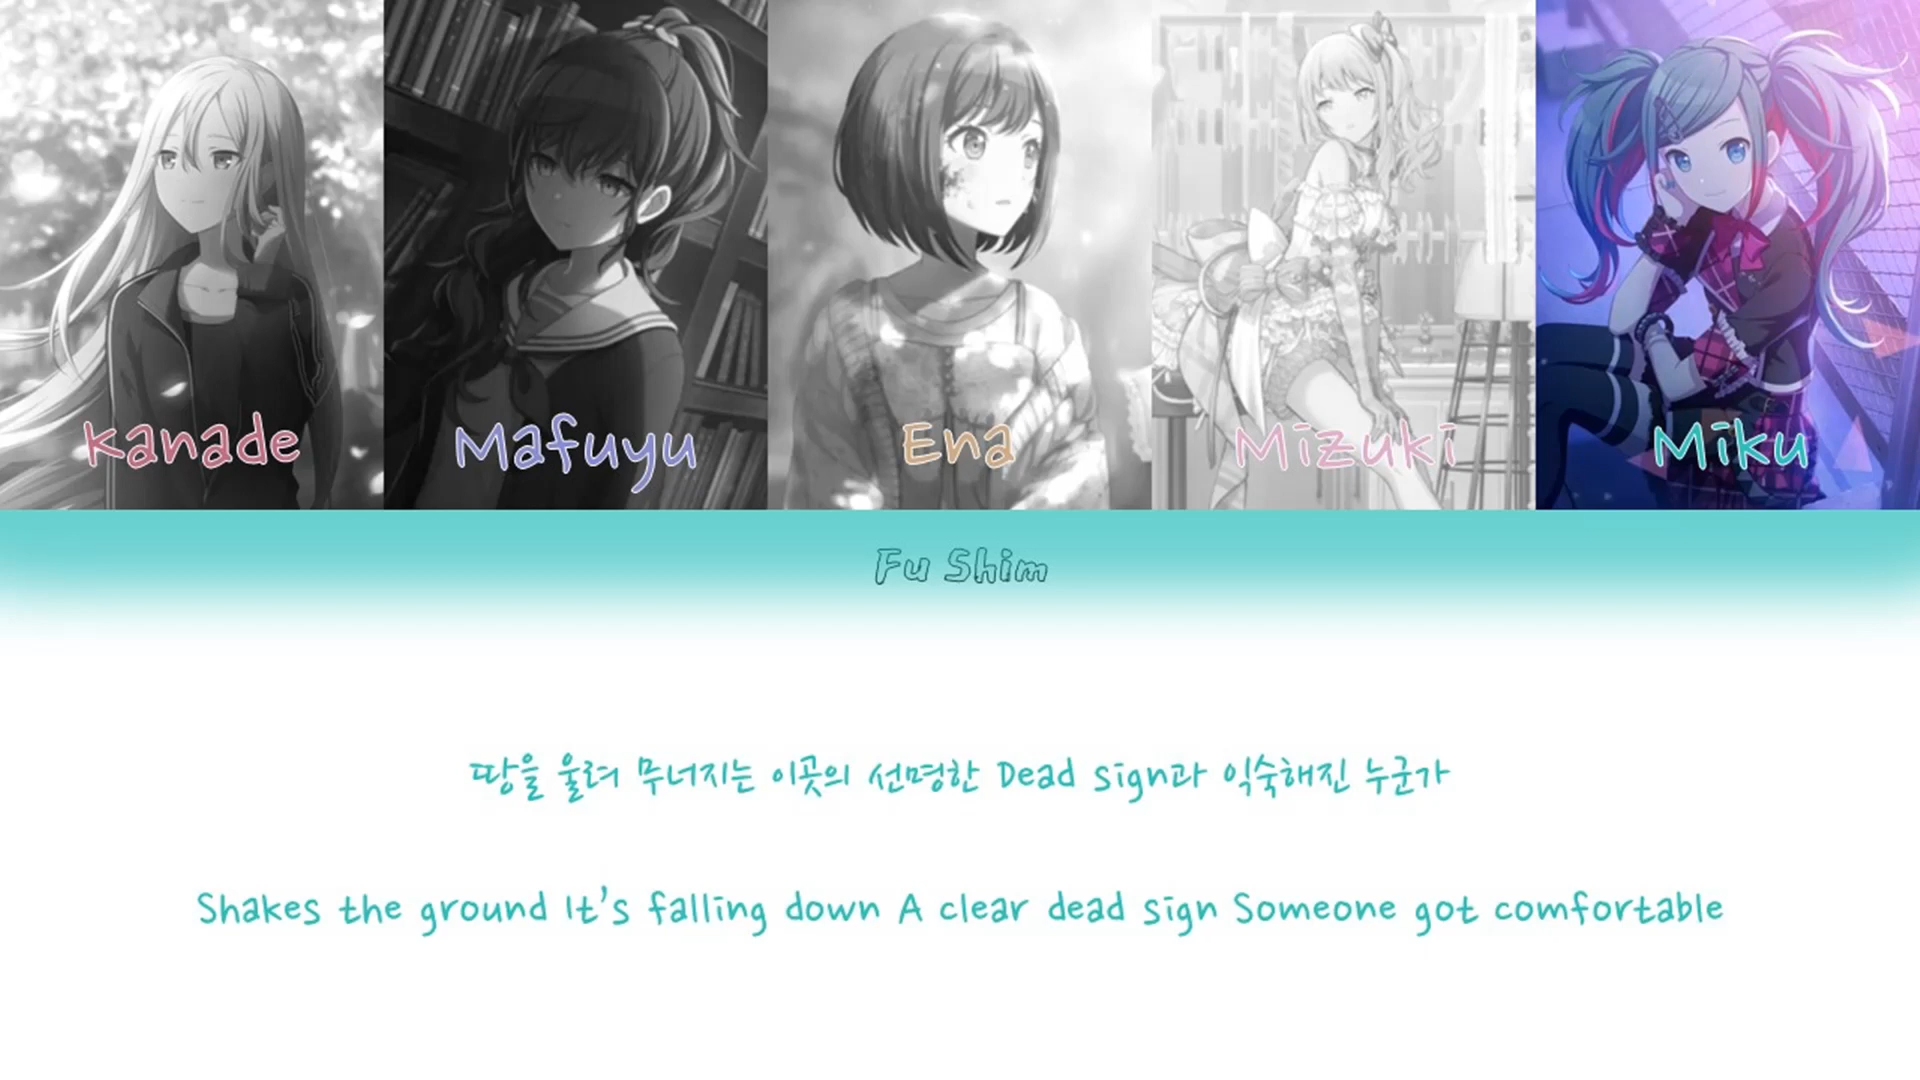 Kanade
Mafuyu
Ena
Mizuki
Miku
Fu Shim
땅을 울려 무너지는 이곳의 선명한 Dead sign과 익숙해진 누군가
Shakes the ground It's falling down A clear dead sign Someone got comfortable